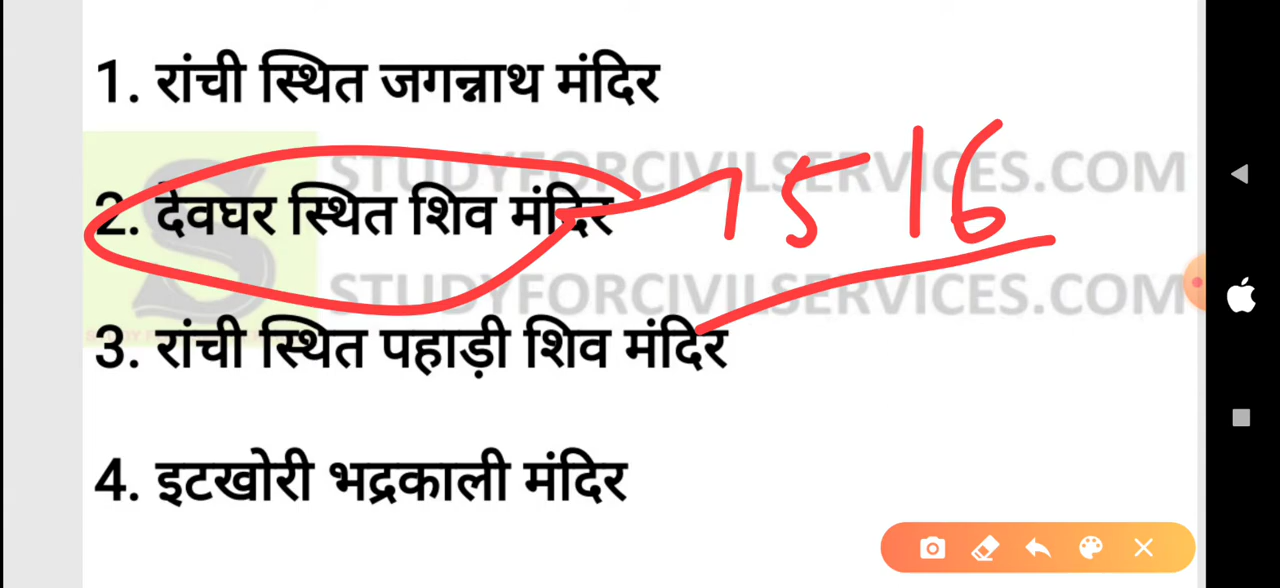 1. रांची स्थित जगन्नाथ मंदिर
STUDYFORCIVILSERVICES.COM
2. देवघर स्थित शिव मंदिर 1516
STUDYFORCIVILSERVICES.COM
3. रांची स्थित पहाड़ी शिव मंदिर
4. इटखोरी भद्रकाली मंदिर